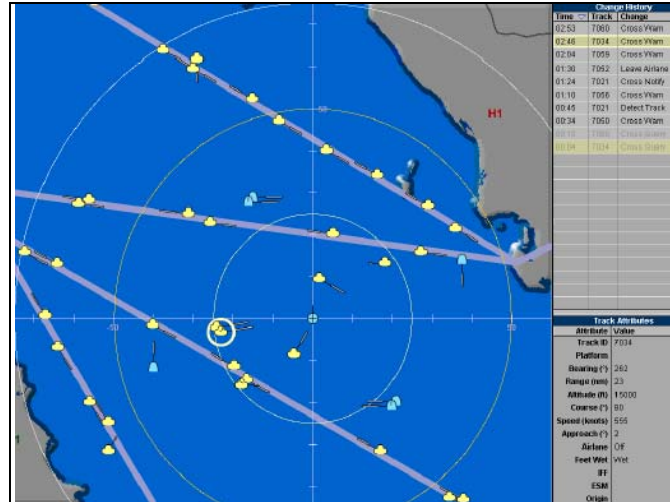 Change History
Time Track Change
02:53 7060 Cross Warn
02:46 7034 Cross Warn
02:04 7059 Cross Warn
01:30 7052 Leave Airlane
01:24 7021 Cross Notify
01:10 7056 Cross Warn
00:45 7021 Detect Track
00:34 7050 Cross Warn
7034 Cross Query
H1
50
Track Attributes
Attribute Value
Track ID 7034
Platform
Bearing (°) 262
Range (nm) 23
Altitude (ft) 15000
Course (°) 80
Speed (knots) 555
Approach (°) 2
Airlane Off
Feet Wet Wet
IFF
ESM
Origin